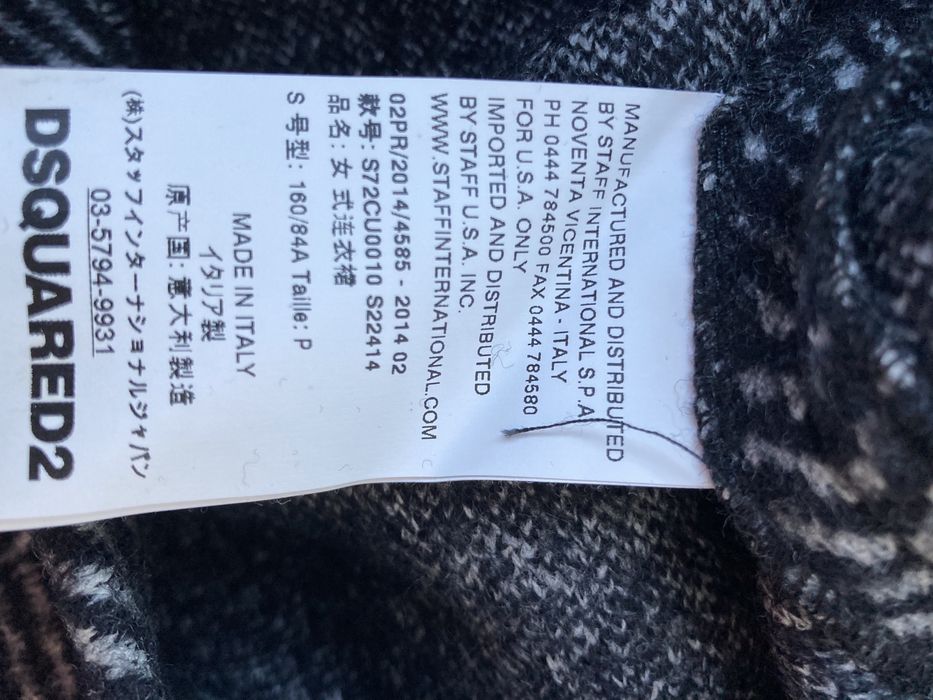 MANUFACTURED AND DISTRIBUTED
BY STAFF INTERNATIONAL S.P.A
NOVENTA VICENTINA - ITALY
PH 0444 784500 FAX 0444 784580
FOR U.S.A. ONLY
IMPORTED AND DISTRIBUTED
BY STAFF U.S.A. INC.
WWW.STAFFINTERNATIONAL.COM
02PR/2014/4585 - 2014 02
款号: S72CU0010 S22414
品名: 女 式连衣裙
S 号型: 160/84A Taille: P
MADE IN ITALY
イタリア製
原产国: 意大利製造
(株)スタッフインターナショナルジャパン
03-5794-9931
DSQUARED2